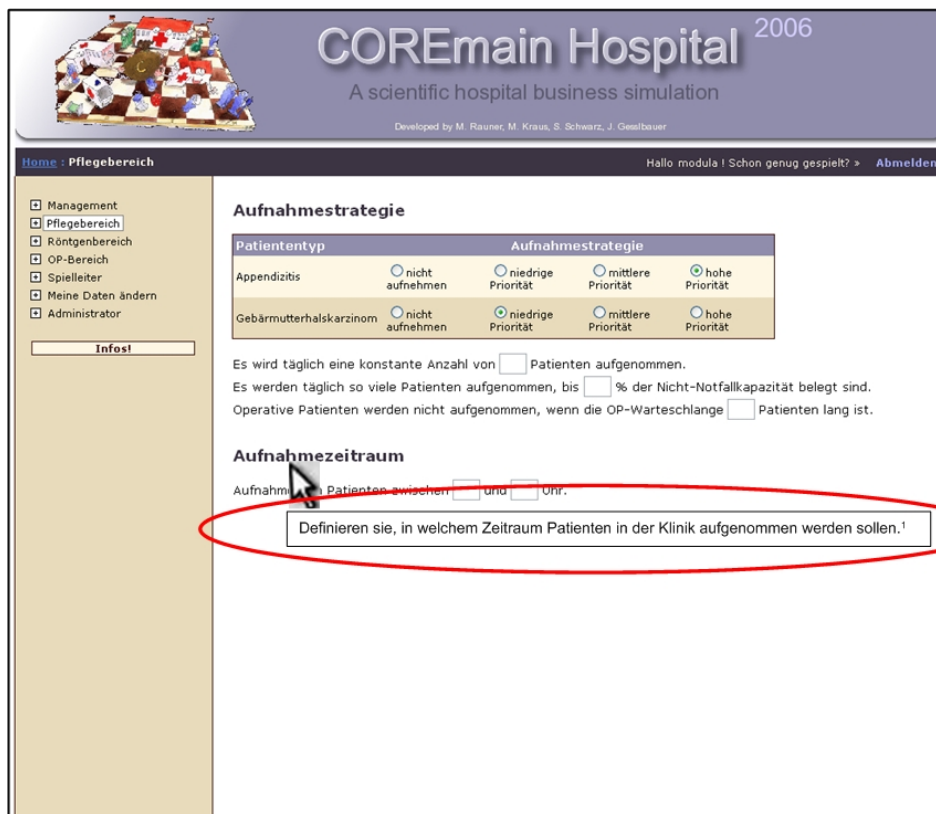 COREmain Hospital 2006
A scientific hospital business simulation
Developed by M. Rauner, M. Kraus, S. Schwarz, J. Gesslbauer
Home : Pflegebereich
Hallo modula ! Schon genug gespielt? » Abmelden
Management
Pflegebereich
Röntgenbereich
OP-Bereich
Spielleiter
Meine Daten ändern
Administrator
Infos!
Aufnahmestrategie
Patiententyp Aufnahmestrategie
Appendizitis nicht aufnehmen niedrige Priorität mittlere Priorität hohe Priorität
Gebärmutterhalskarzinom nicht aufnehmen niedrige Priorität mittlere Priorität hohe Priorität
Es wird täglich eine konstante Anzahl von Patienten aufgenommen.
Es werden täglich so viele Patienten aufgenommen, bis % der Nicht-Notfallkapazität belegt sind.
Operative Patienten werden nicht aufgenommen, wenn die OP-Warteschlange Patienten lang ist.
Aufnahmezeitraum
Aufnahme Patienten zwischen und Uhr.
Definieren sie, in welchem Zeitraum Patienten in der Klinik aufgenommen werden sollen.¹